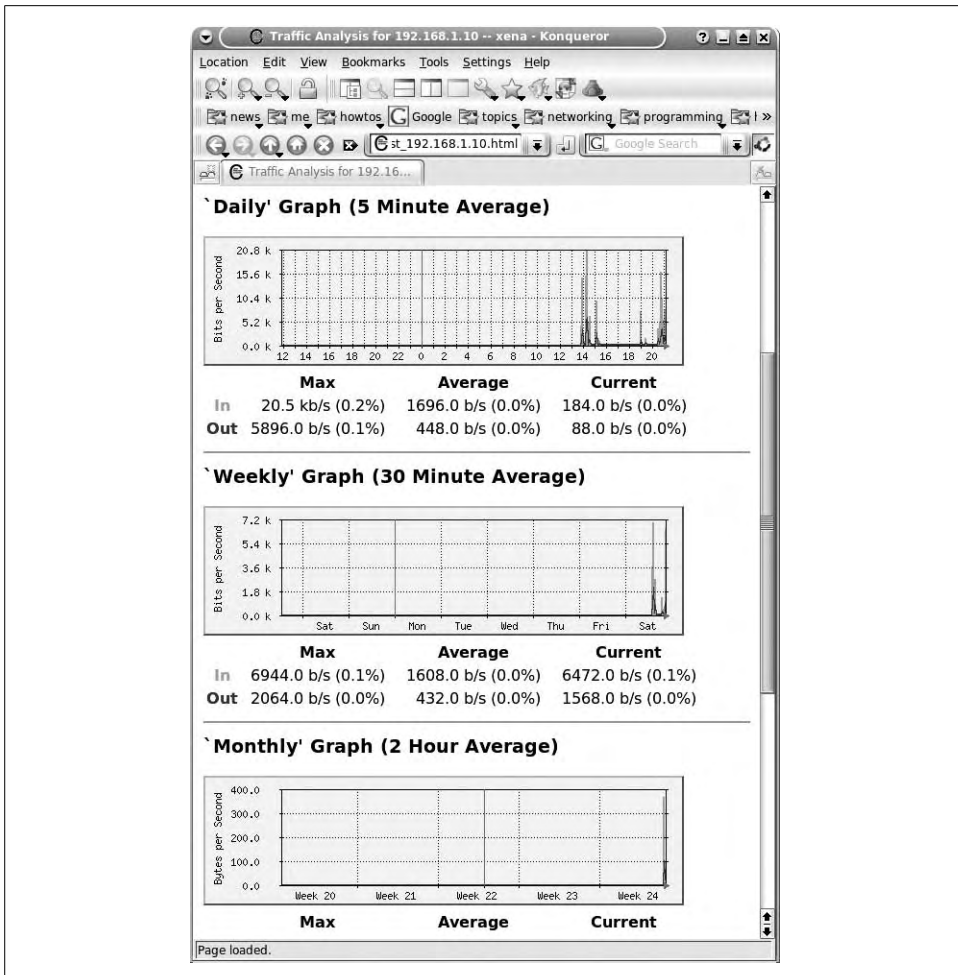 Traffic Analysis for 192.168.1.10 -- xena - Konqueror
Location Edit View Bookmarks Tools Settings Help
news me howtos Google topics networking programming »
st_192.168.1.10.html Google Search
Traffic Analysis for 192.16...
`Daily' Graph (5 Minute Average)
Bits per Second
20.8 k
15.6 k
10.4 k
5.2 k
0.0 k
12 14 16 18 20 22 0 2 4 6 8 10 12 14 16 18 20
Max Average Current
In 20.5 kb/s (0.2%) 1696.0 b/s (0.0%) 184.0 b/s (0.0%)
Out 5896.0 b/s (0.1%) 448.0 b/s (0.0%) 88.0 b/s (0.0%)
`Weekly' Graph (30 Minute Average)
Bits per Second
7.2 k
5.4 k
3.6 k
1.8 k
0.0 k
Sat Sun Mon Tue Wed Thu Fri Sat
Max Average Current
In 6944.0 b/s (0.1%) 1608.0 b/s (0.0%) 6472.0 b/s (0.1%)
Out 2064.0 b/s (0.0%) 432.0 b/s (0.0%) 1568.0 b/s (0.0%)
`Monthly' Graph (2 Hour Average)
Bytes per Second
400.0
300.0
200.0
100.0
0.0
Week 20 Week 21 Week 22 Week 23 Week 24
Max Average Current
Page loaded.